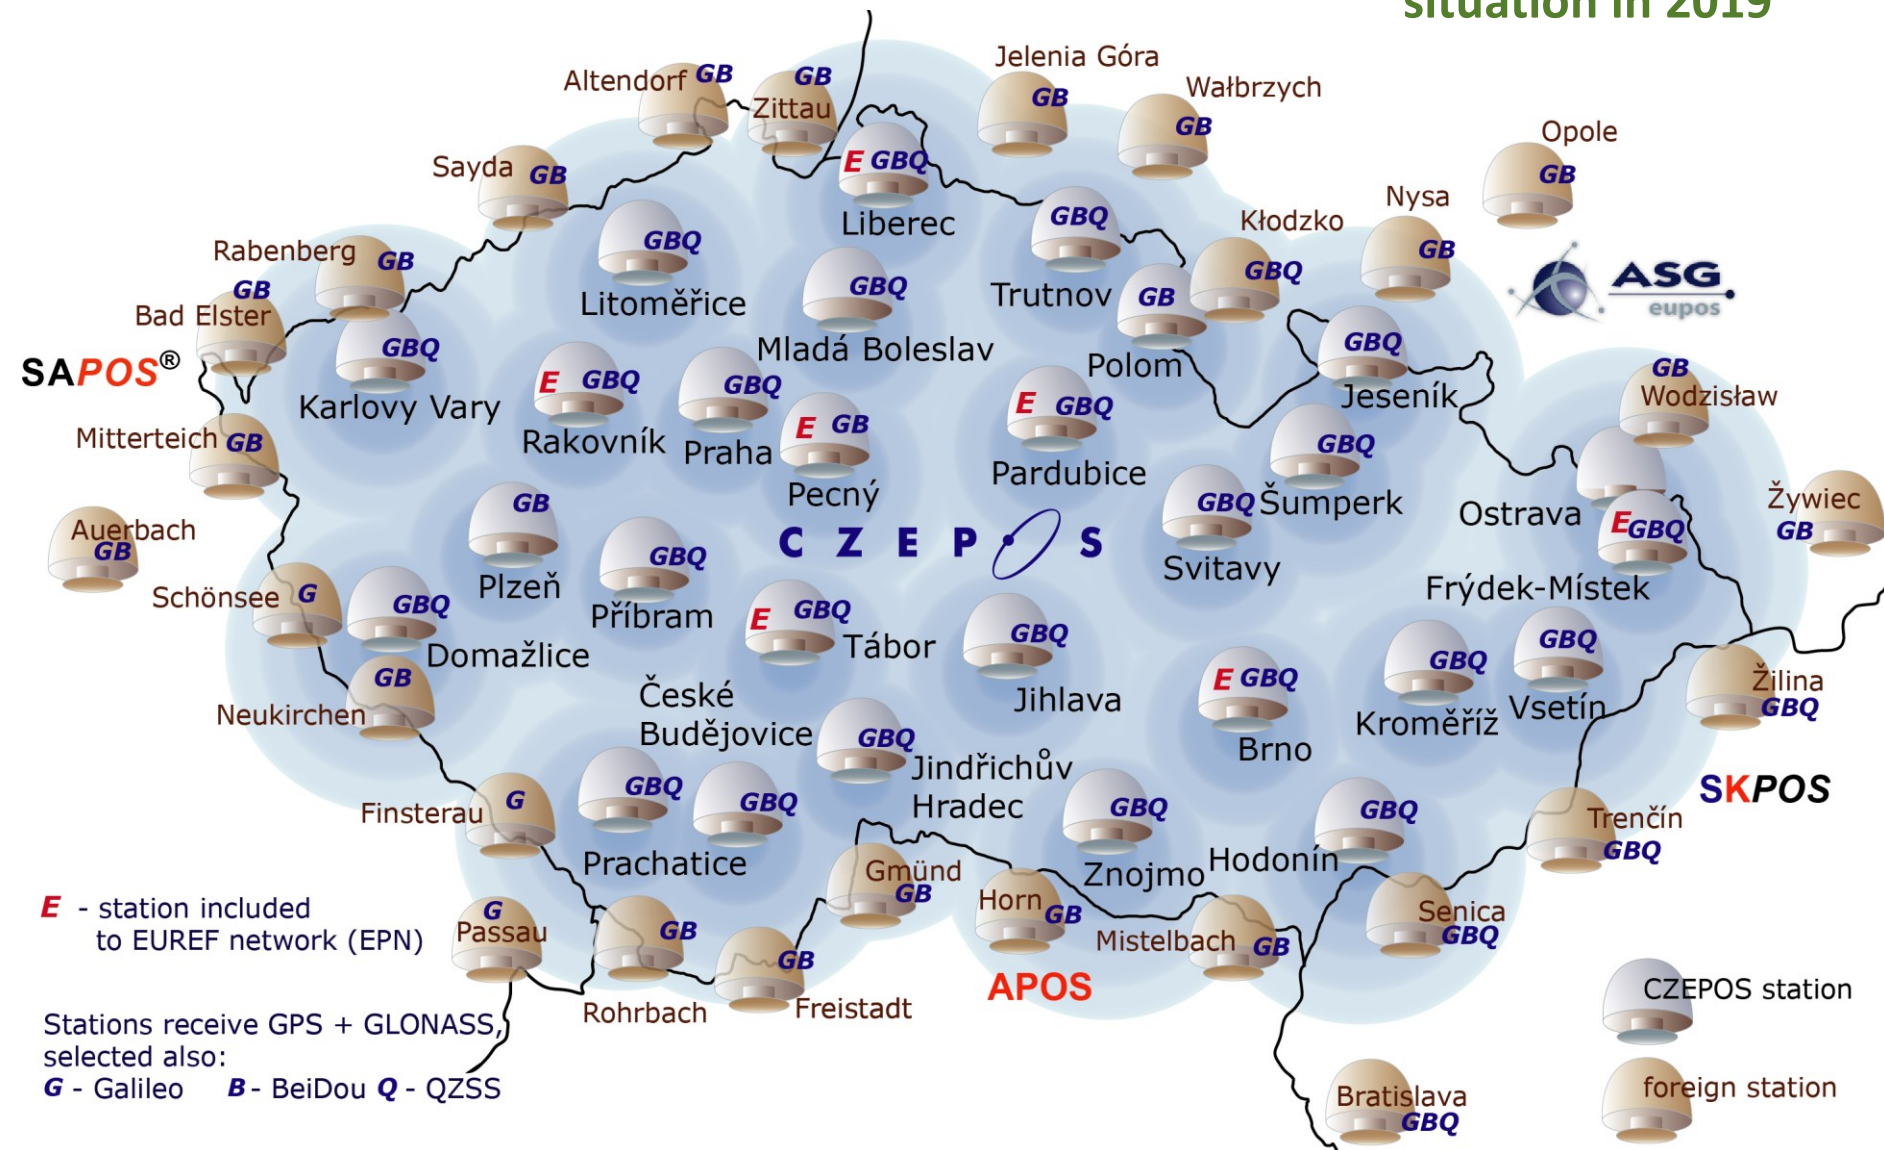 situation in 2019
Altendorf GB
GB
Zittau
Jelenia Góra
GB
Wałbrzych
GB
Opole
GB
Sayda GB
E GBQ
Liberec
GBQ
Trutnov
Kłodzko
GBQ
Nysa
GB
ASG
eupos
Rabenberg GB
GB
Bad Elster
GBQ
Litoměřice
GBQ
Mladá Boleslav
GB
Polom
GBQ
Jeseník
SAPOS®
GBQ
Karlovy Vary
E GBQ
Rakovník
GBQ
Praha
E GB
Pecný
E GBQ
Pardubice
GBQ
Šumperk
GB
Wodzisław
Mitterteich GB
Auerbach
GB
GB
Plzeň
GBQ
Příbram
CZEPOS
GBQ
Svitavy
Ostrava
EGBQ
Frýdek-Místek
Žywiec
GB
Schönsee G
GBQ
Domažlice
E GBQ
Tábor
GBQ
Jihlava
E GBQ
Brno
GBQ
Kroměříž
GBQ
Vsetín
Žilina
GBQ
GB
Neukirchen
České
Budějovice
GBQ
Jindřichův
Hradec
SKPOS
Finsterau G
GBQ
Prachatice
GBQ
GBQ
Znojmo
GBQ
Hodonín
Trenčín
GBQ
Gmünd
GB
Horn
GB
Mistelbach GB
Senica
GBQ
APOS
G
Passau
GB
Rohrbach
GB
Freistadt
Bratislava
GBQ
E - station included
to EUREF network (EPN)
Stations receive GPS + GLONASS,
selected also:
G - Galileo B - BeiDou Q - QZSS
CZEPOS station
foreign station